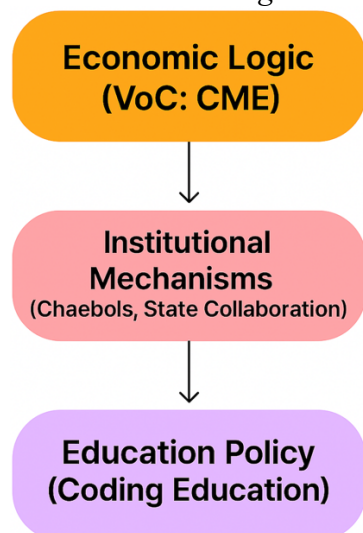 Economic Logic
(VoC: CME)
Institutional
Mechanisms
(Chaebols, State Collaboration)
Education Policy
(Coding Education)